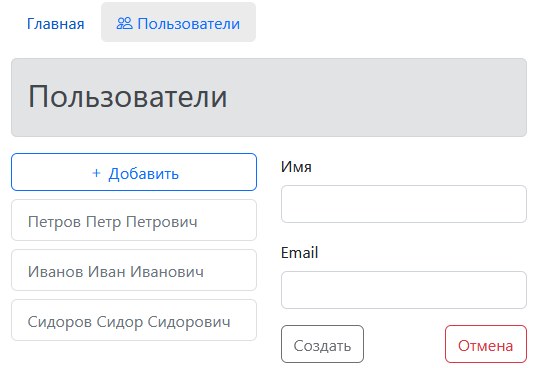 Главная
Пользователи
Пользователи
+ Добавить
Петров Петр Петрович
Иванов Иван Иванович
Сидоров Сидор Сидорович
Имя
Email
Создать
Отмена